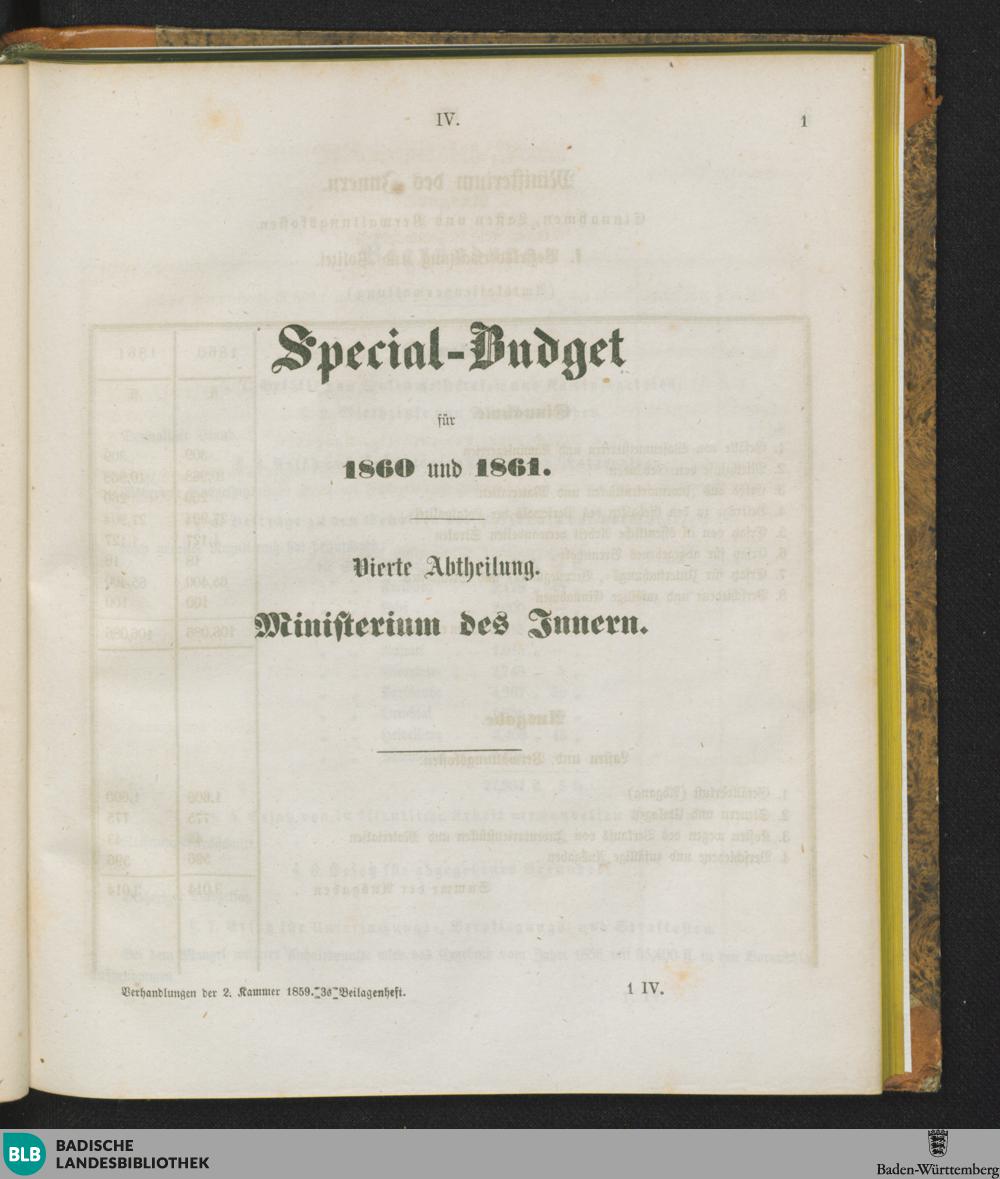 IV.
1
Special-Budget
für
1860 und 1861.
Vierte Abtheilung.
Ministerium des Innern.
Verhandlungen der 2. Kammer 1859. 3s Beilagenheft.
1 IV.
BLB
BADISCHE
LANDESBIBLIOTHEK
Baden-Württemberg